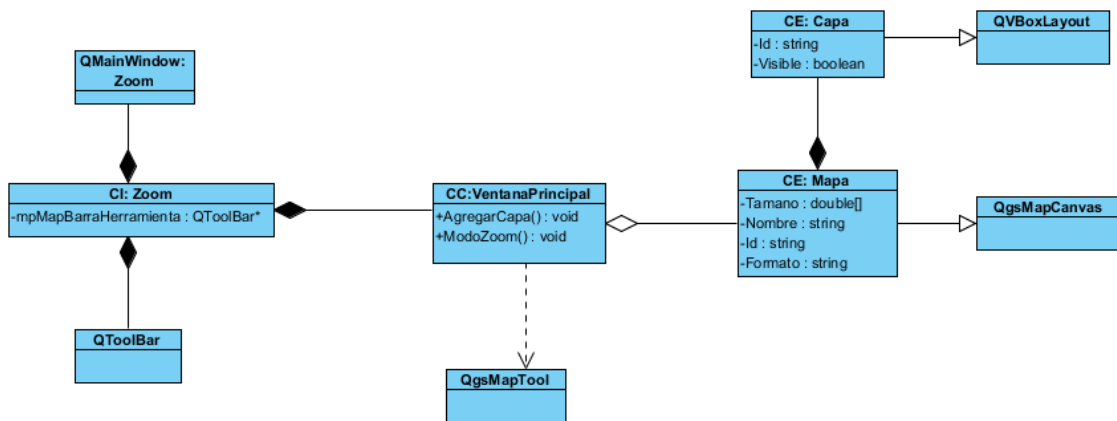 QMainWindow:
Zoom
CI: Zoom
-mpMapBarraHerramienta : QToolBar*
QToolBar
CC:VentanaPrincipal
+AgregarCapa() : void
+ModoZoom() : void
QgsMapTool
CE: Capa
-Id : string
-Visible : boolean
QVBoxLayout
CE: Mapa
-Tamano : double[]
-Nombre : string
-Id : string
-Formato : string
QgsMapCanvas